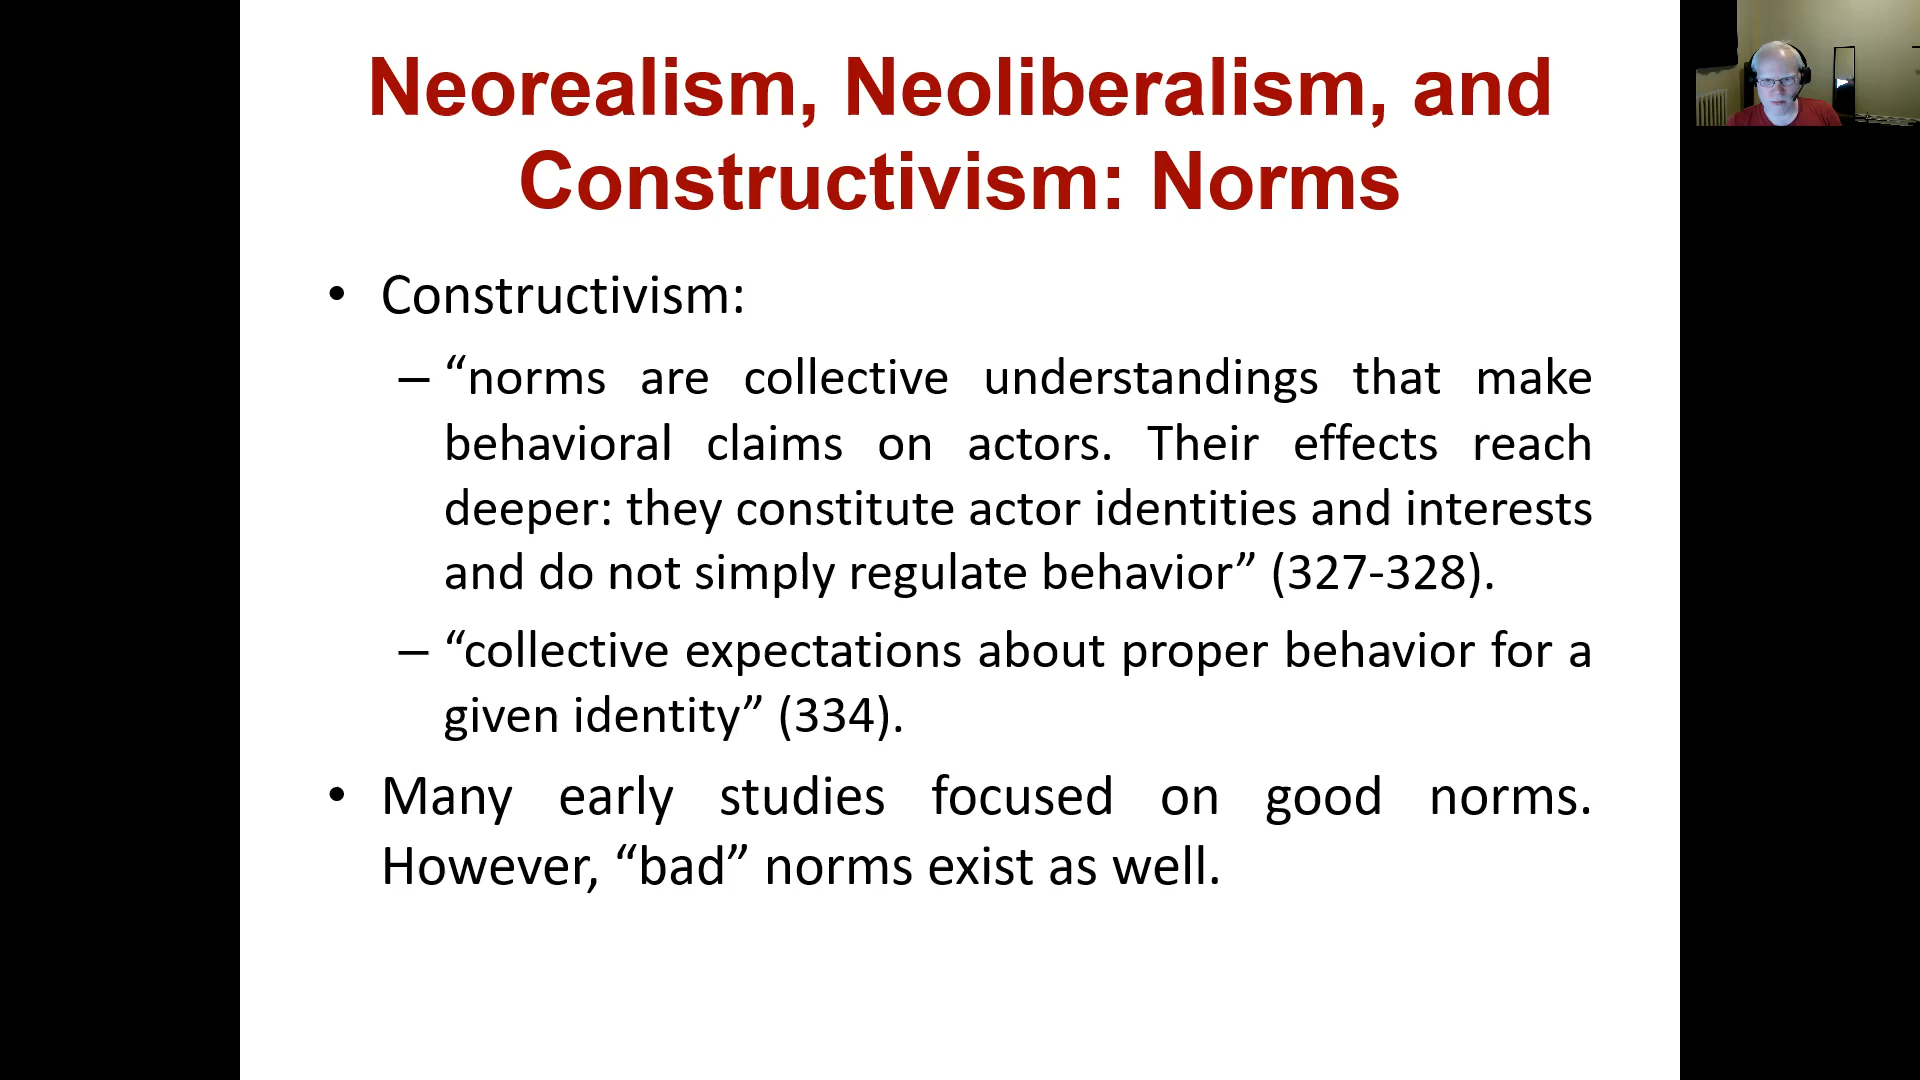 Neorealism, Neoliberalism, and
Constructivism: Norms
• Constructivism:
– “norms are collective understandings that make
behavioral claims on actors. Their effects reach
deeper: they constitute actor identities and interests
and do not simply regulate behavior” (327-328).
– “collective expectations about proper behavior for a
given identity” (334).
• Many early studies focused on good norms.
However, “bad” norms exist as well.